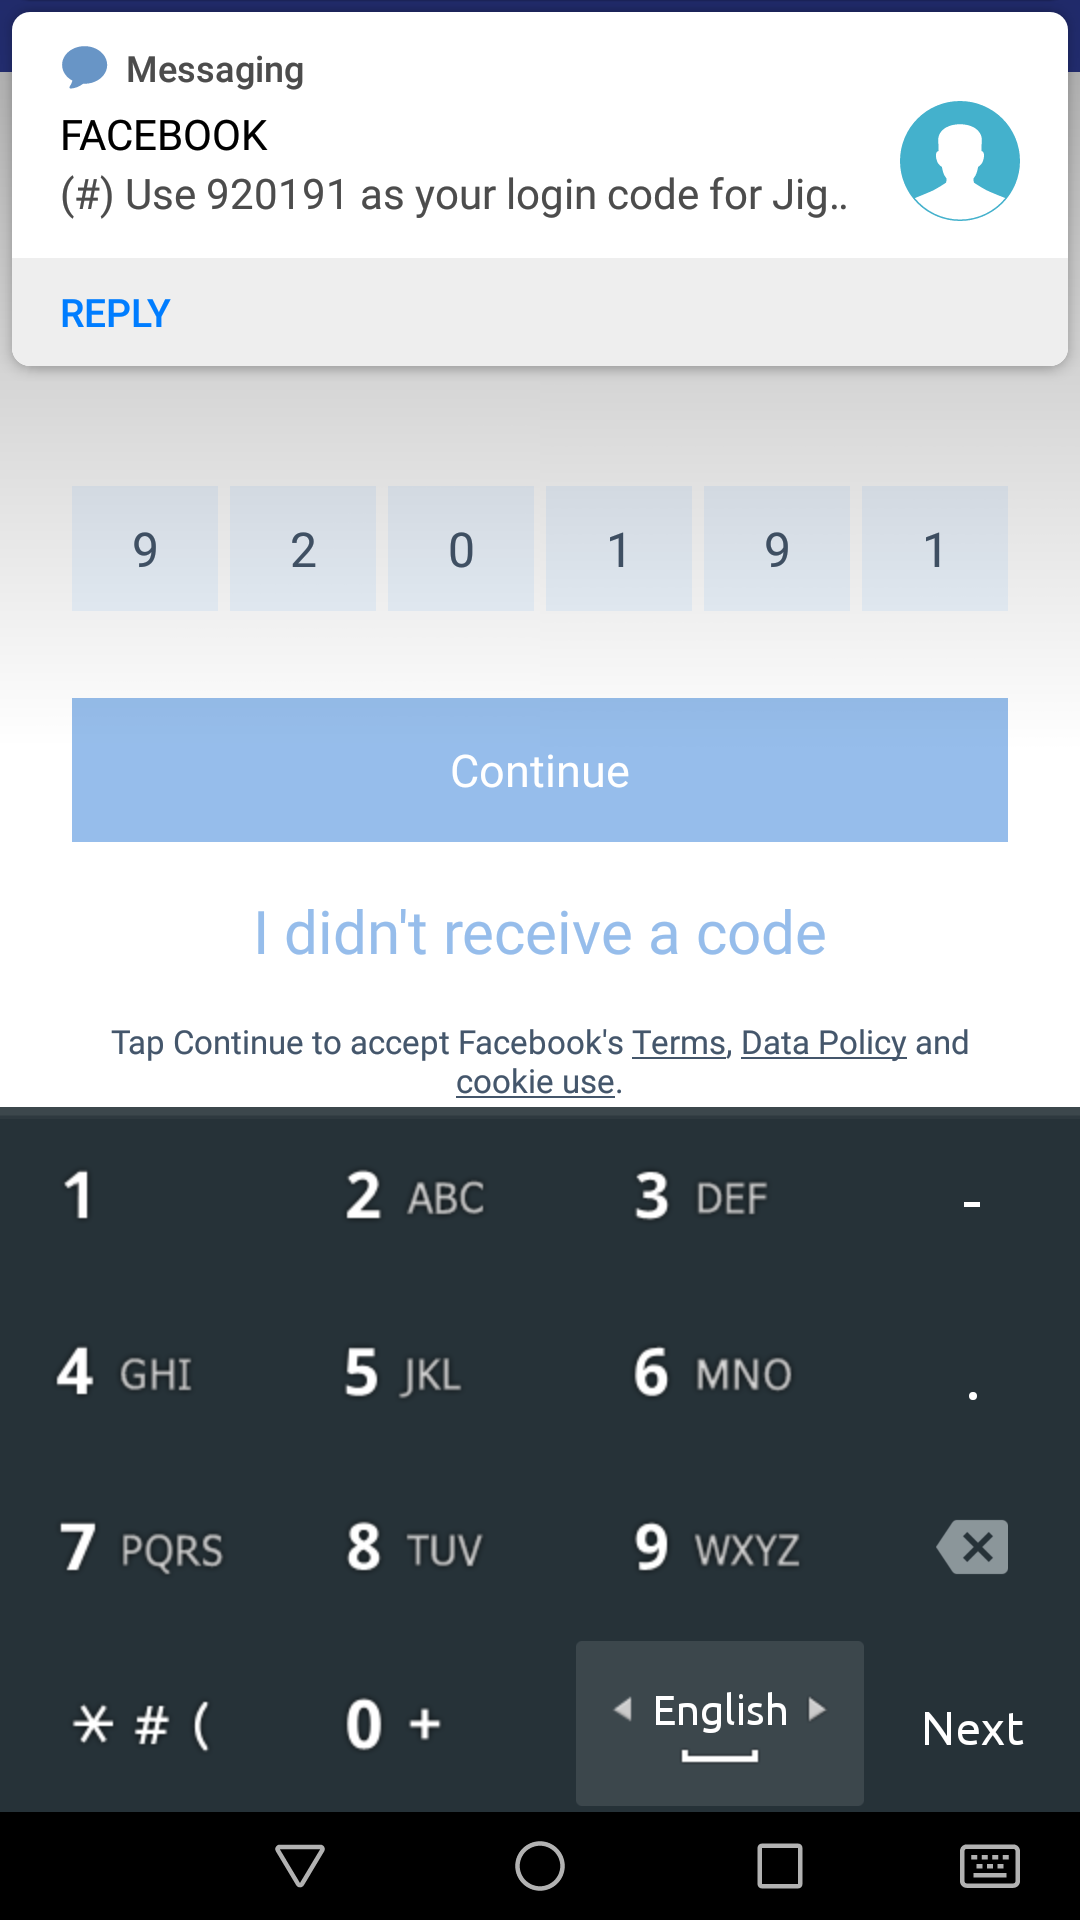 Messaging
FACEBOOK
(#) Use 920191 as your login code for Jig..
REPLY
9 2 0 1 9 1
Continue
I didn't receive a code
Tap Continue to accept Facebook's Terms, Data Policy and
cookie use.
1 2 ABC 3 DEF -
4 GHI 5 JKL 6 MNO .
7 PQRS 8 TUV 9 WXYZ
* # ( 0 + English Next